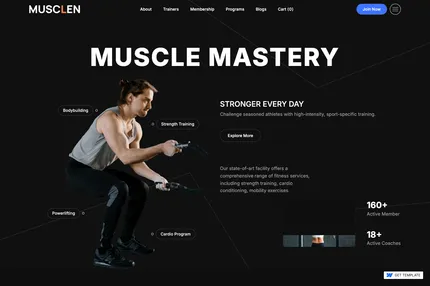 MUSCLEN
About Trainers Membership Programs Blogs Cart (0)
Join Now
MUSCLE MASTERY
Bodybuilding
Strength Training
STRONGER EVERY DAY
Challenge seasoned athletes with high-intensity, sport-specific training.
Explore More
Our state-of-art facility offers a
comprehensive range of fitness services,
including strength training, cardio
conditioning, mobility exercises
Powerlifting
Cardio Program
160+
Active Member
18+
Active Coaches
GET TEMPLATE